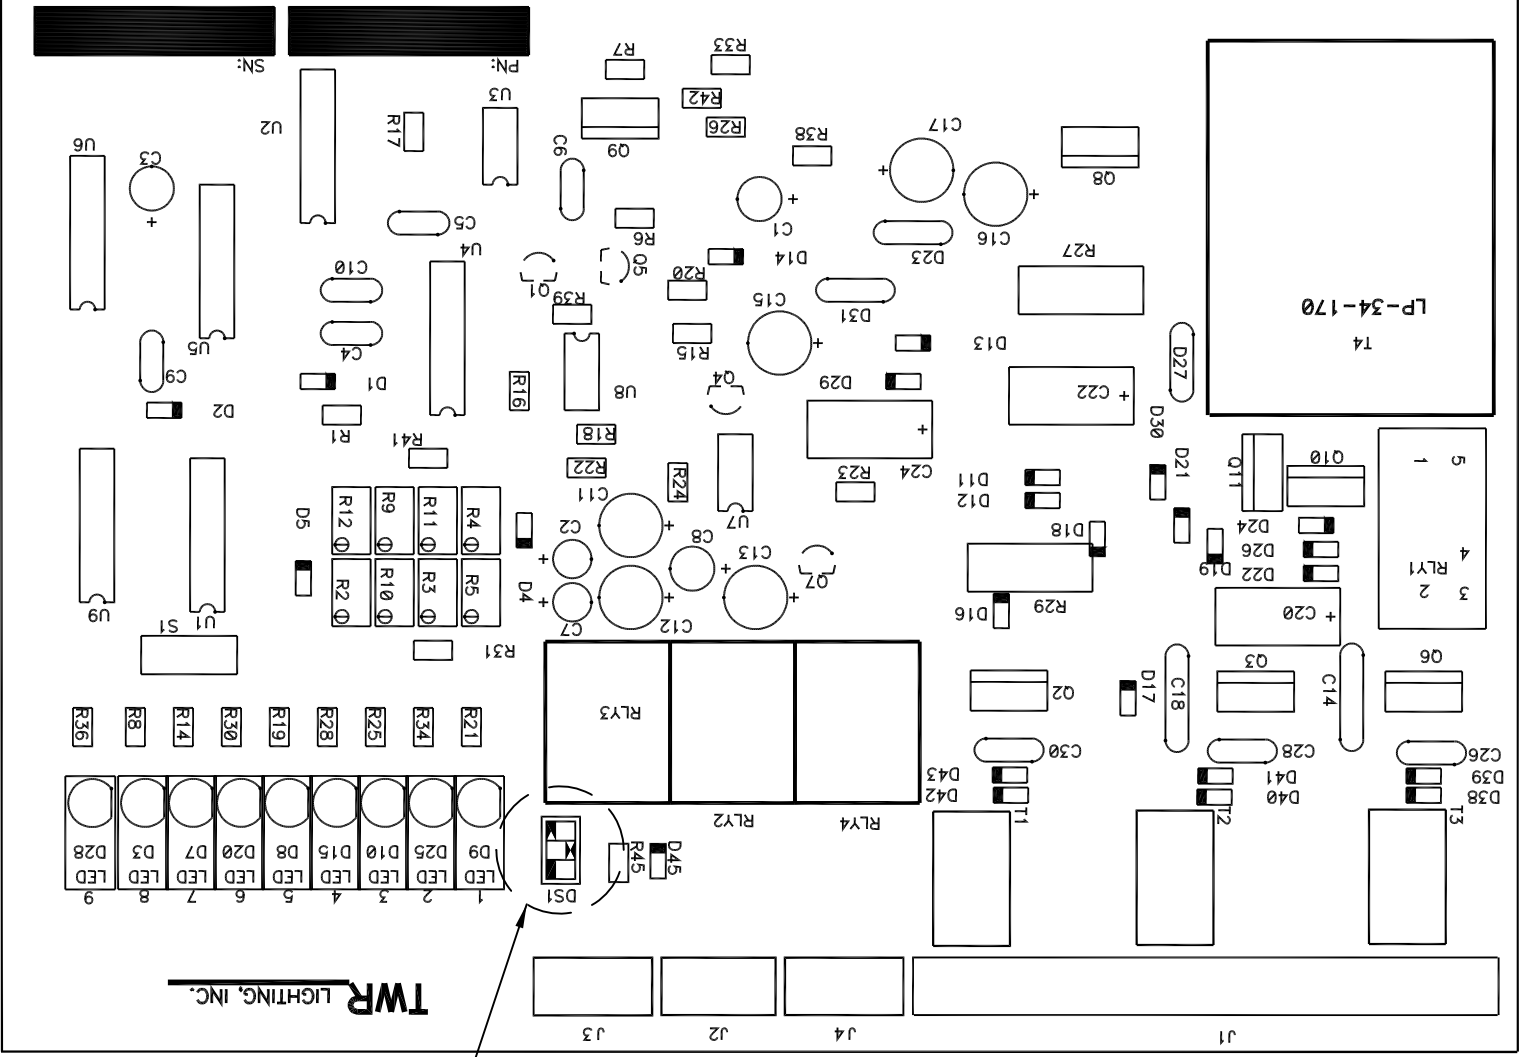 SN:
PN:
R7
R33
U3
R42
U2
R17
R26
C17
U6
C3
C6
Q9
R38
Q8
C5
R6
C1
D23
C16
U4
R27
C10
Q1
Q5
R20
D14
R39
C15
D31
LP-34-170
U5
C4
R15
D13
T4
C9
D1
R16
Q4
D29
D27
D2
U8
C22
R1
R41
R18
D30
R22
R24
R23
C24
D21
Q11
Q10
1
5
D11
D12
C11
D5
R12
R9
R11
R4
C2
U7
C8
C13
D18
D24
D26
4
D19
D22
RLY1
R2
R10
R3
R5
D4
Q7
2
3
U9
U1
C7
C12
D16
R29
C20
S1
R31
Q3
Q6
Q2
D17
C18
C14
R36
R8
R14
R30
R19
R28
R25
R34
R21
RLY3
C30
C28
C26
D43
D41
D39
D42
D40
D38
RLY2
RLY4
T1
T2
T3
D28
D3
D7
D20
D8
D15
D10
D25
D9
R45
D45
LED
LED
LED
LED
LED
LED
LED
LED
LED
9
8
7
6
5
4
3
2
1
DS1
TWR
LIGHTING, INC.
J3
J2
J4
J1